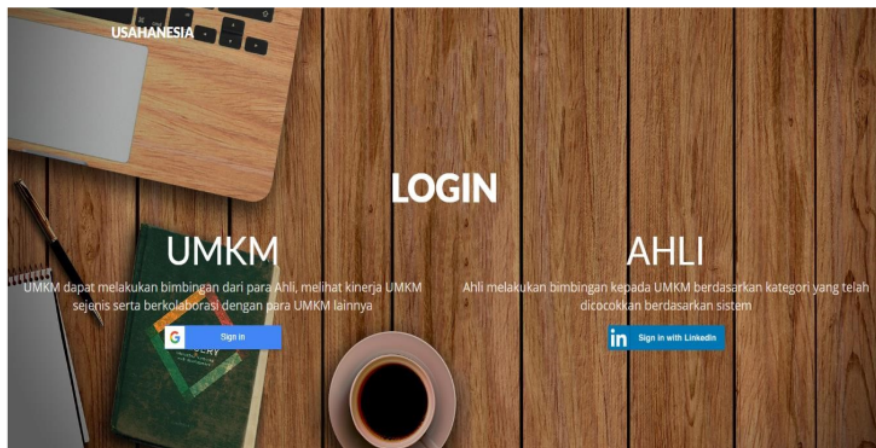 USAHANESIA
LOGIN
UMKM
UMKM dapat melakukan bimbingan dari para Ahli, melihat kinerja UMKM
sejenis serta berkolaborasi dengan para UMKM lainnya
G Sign in
AHLI
Ahli melakukan bimbingan kepada UMKM berdasarkan kategori yang telah
dicocokkan berdasarkan sistem
in Sign in with LinkedIn